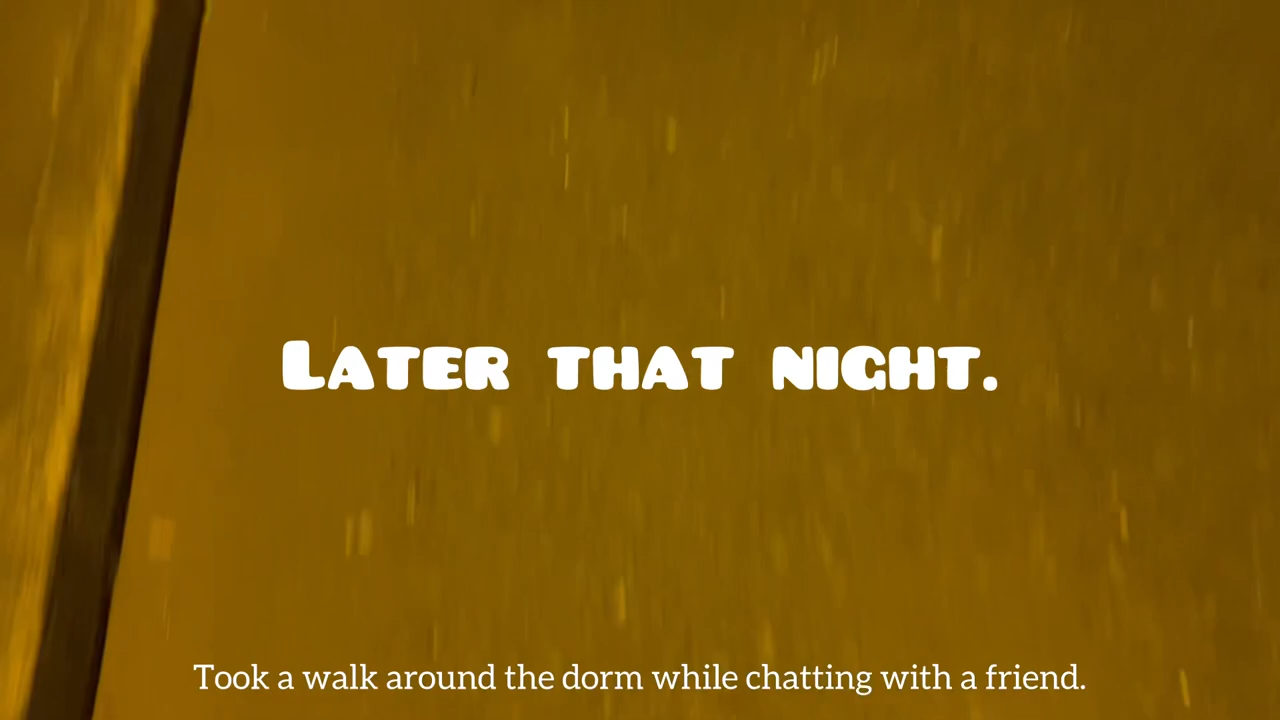 Later that night.
Took a walk around the dorm while chatting with a friend.